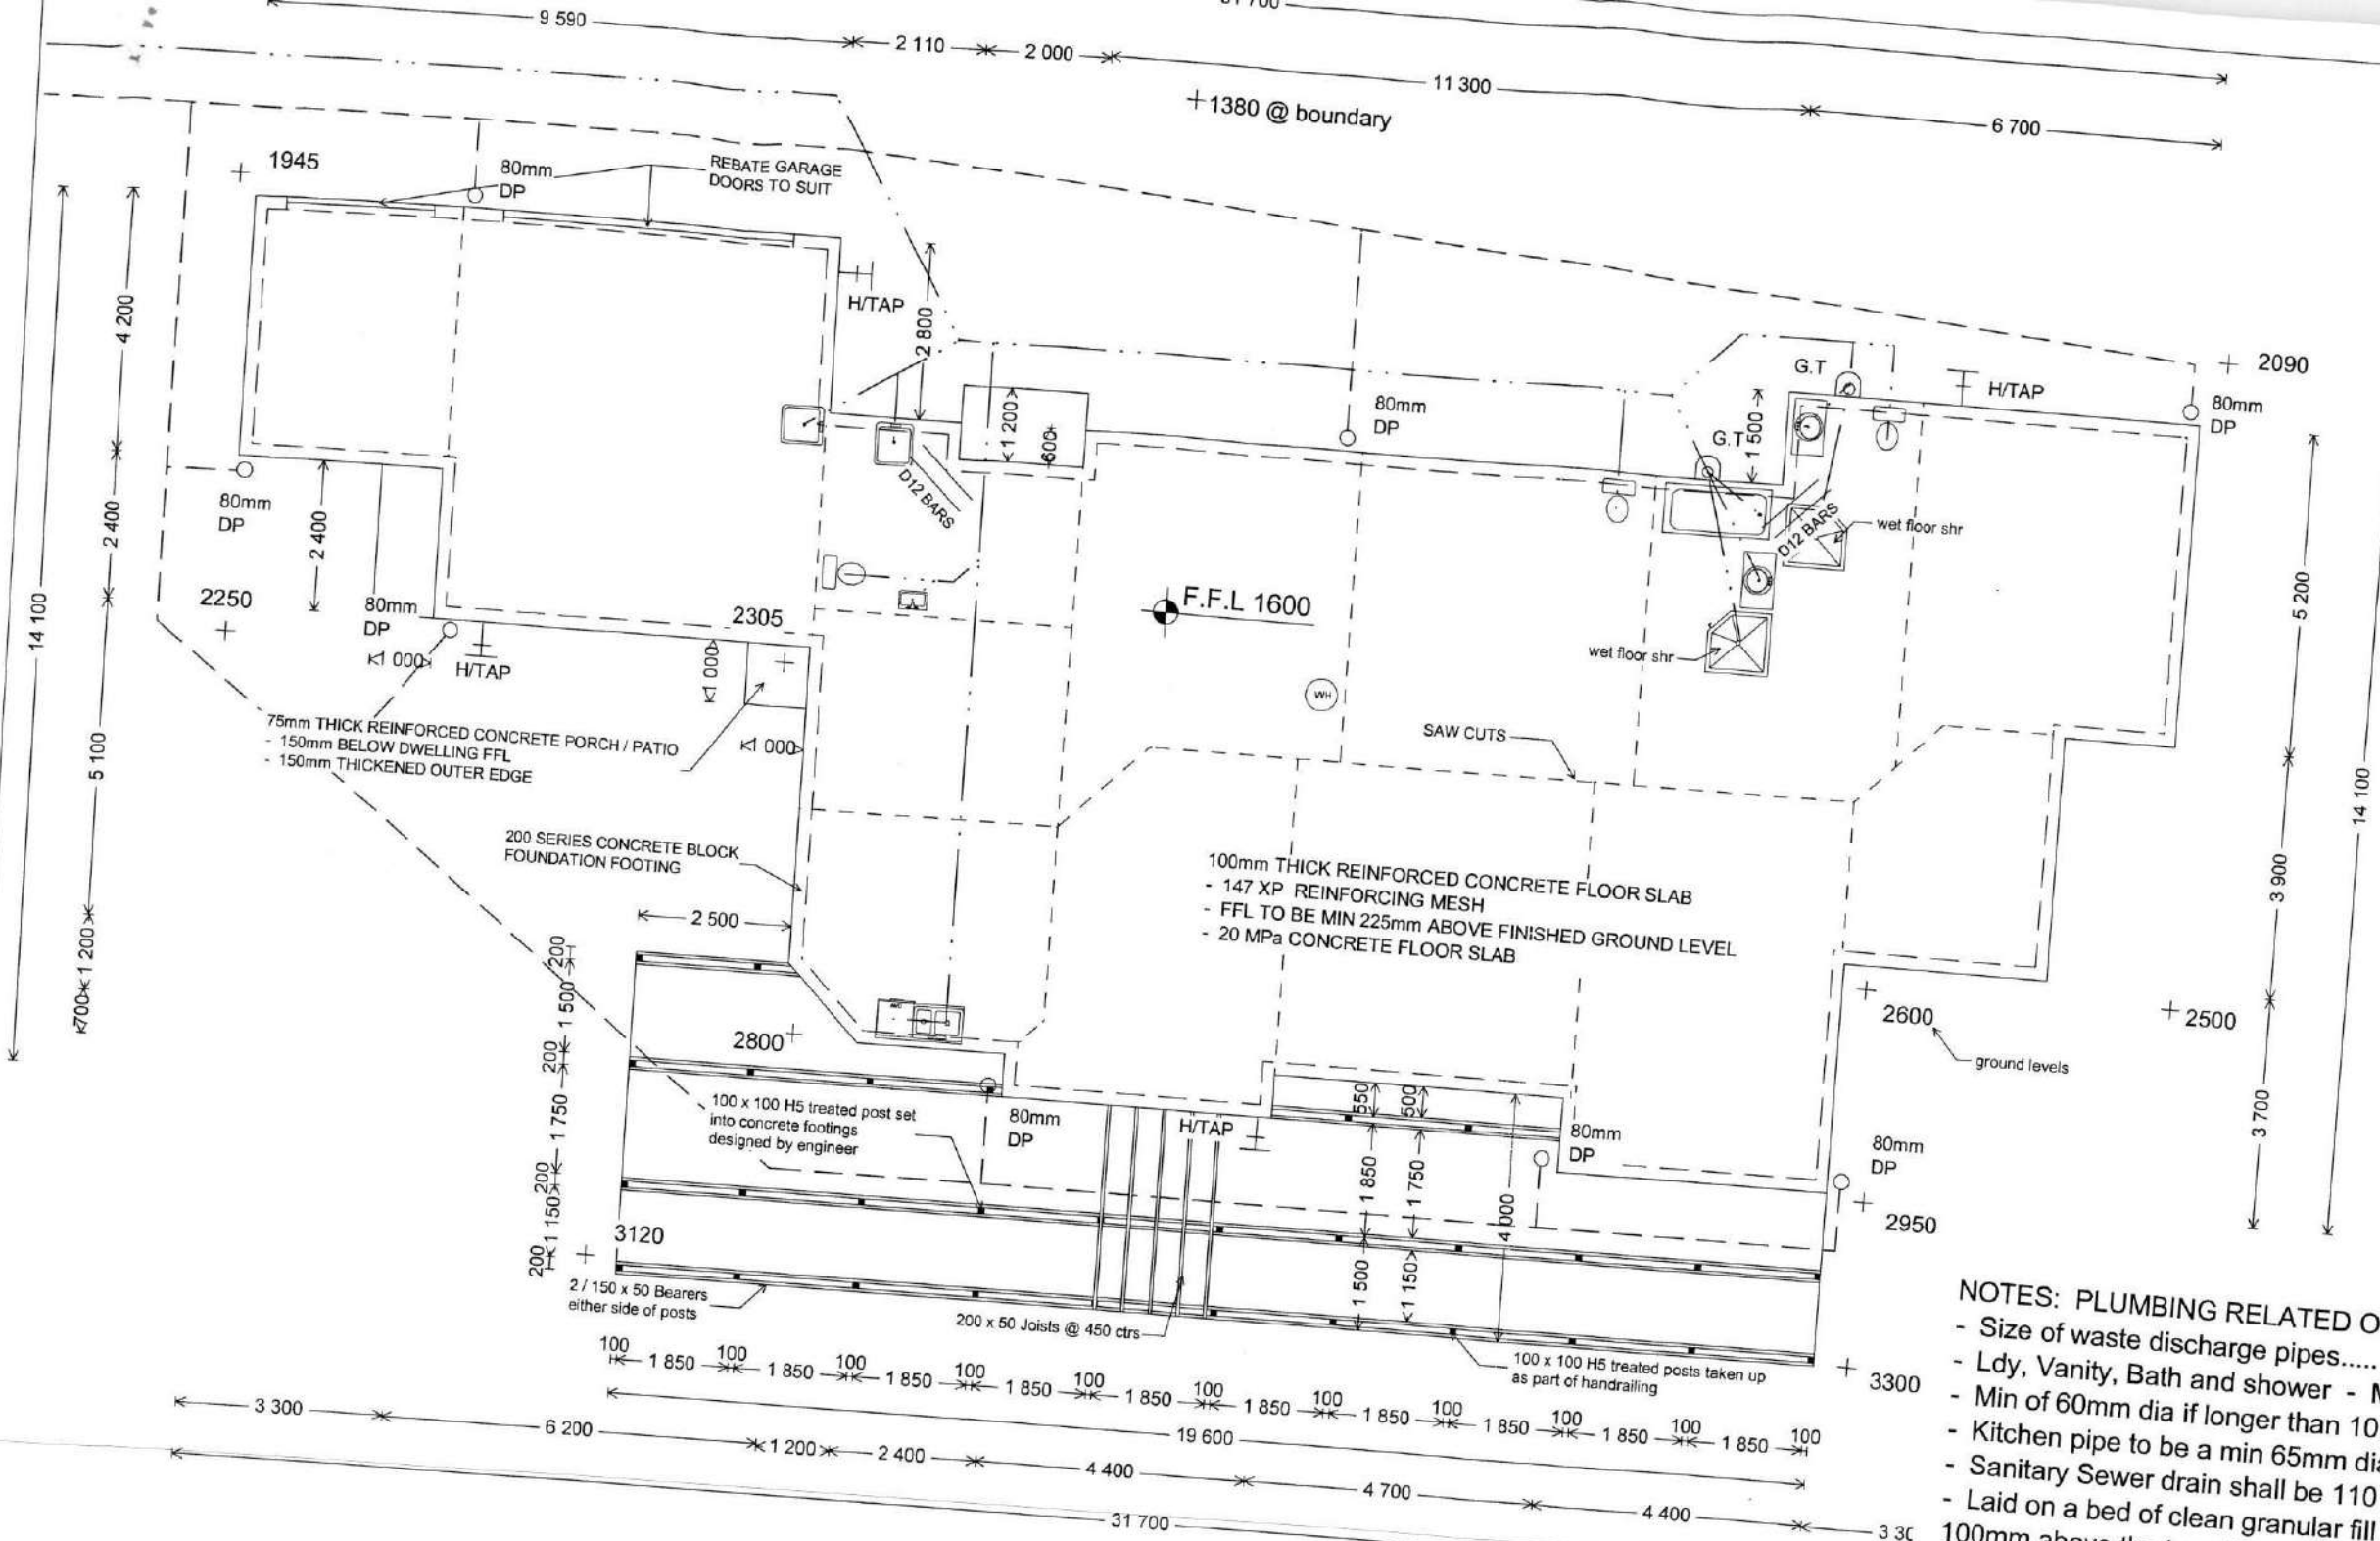 31 700
9 590
2 110
2 000
11 300
6 700
+1380 @ boundary
1945
80mm
DP
REBATE GARAGE
DOORS TO SUIT
H/TAP
2 800
4 200
2 400
5 100
1 200
700
14 100
2090
G.T
H/TAP
80mm
DP
80mm
DP
G.T
1 500
1 200
600
D12 BARS
D12 BARS
wet floor shr
wet floor shr
80mm
DP
2 400
2250
80mm
DP
1 000
H/TAP
2305
1 000
1 000
F.F.L 1600
WH
SAW CUTS
5 200
3 900
3 700
14 100
75mm THICK REINFORCED CONCRETE PORCH / PATIO
- 150mm BELOW DWELLING FFL
- 150mm THICKENED OUTER EDGE
200 SERIES CONCRETE BLOCK
FOUNDATION FOOTING
100mm THICK REINFORCED CONCRETE FLOOR SLAB
- 147 XP REINFORCING MESH
- FFL TO BE MIN 225mm ABOVE FINISHED GROUND LEVEL
- 20 MPa CONCRETE FLOOR SLAB
2 500
200
1 500
200
1 750
200
1 150
200
2800
2600
2500
ground levels
100 x 100 H5 treated post set
into concrete footings
designed by engineer
80mm
DP
H/TAP
550
500
1 850
1 750
4 000
1 500
1 150
80mm
DP
80mm
DP
2950
3120
2 / 150 x 50 Bearers
either side of posts
200 x 50 Joists @ 450 ctrs
100 x 100 H5 treated posts taken up
as part of handrailing
3300
100 1 850 100 1 850 100 1 850 100 1 850 100 1 850 100 1 850 100 1 850 100 1 850 100 1 850 100 1 850 100
19 600
3 300
6 200
1 200
2 400
4 400
4 700
4 400
31 700
NOTES: PLUMBING RELATED O
- Size of waste discharge pipes.....
- Ldy, Vanity, Bath and shower -
- Min of 60mm dia if longer than 10
- Kitchen pipe to be a min 65mm dia
- Sanitary Sewer drain shall be 110
- Laid on a bed of clean granular fill